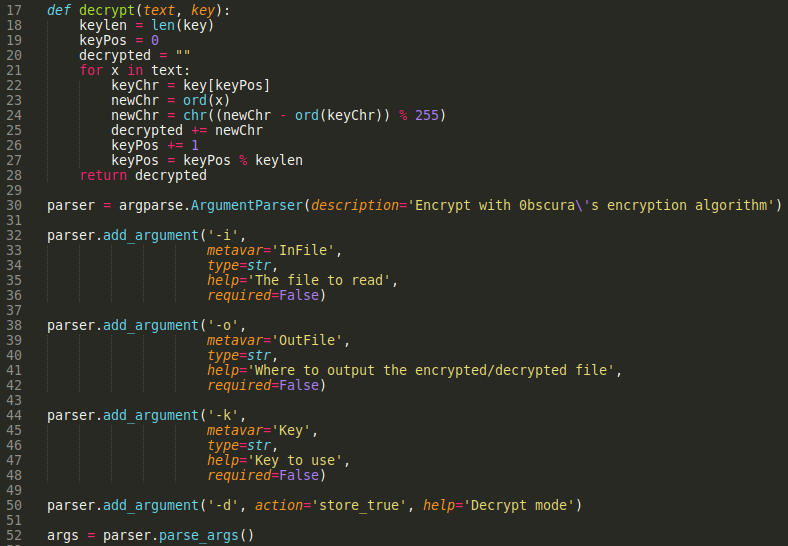 17 def decrypt(text, key):
18     keylen = len(key)
19     keyPos = 0
20     decrypted = ""
21     for x in text:
22         keyChr = key[keyPos]
23         newChr = ord(x)
24         newChr = chr((newChr - ord(keyChr)) % 255)
25         decrypted += newChr
26         keyPos += 1
27         keyPos = keyPos % keylen
28     return decrypted
29
30 parser = argparse.ArgumentParser(description='Encrypt with 0bscura\'s encryption algorithm')
31
32 parser.add_argument('-i',
33                     metavar='InFile',
34                     type=str,
35                     help='The file to read',
36                     required=False)
37
38 parser.add_argument('-o',
39                     metavar='OutFile',
40                     type=str,
41                     help='Where to output the encrypted/decrypted file',
42                     required=False)
43
44 parser.add_argument('-k',
45                     metavar='Key',
46                     type=str,
47                     help='Key to use',
48                     required=False)
49
50 parser.add_argument('-d', action='store_true', help='Decrypt mode')
51
52 args = parser.parse_args()